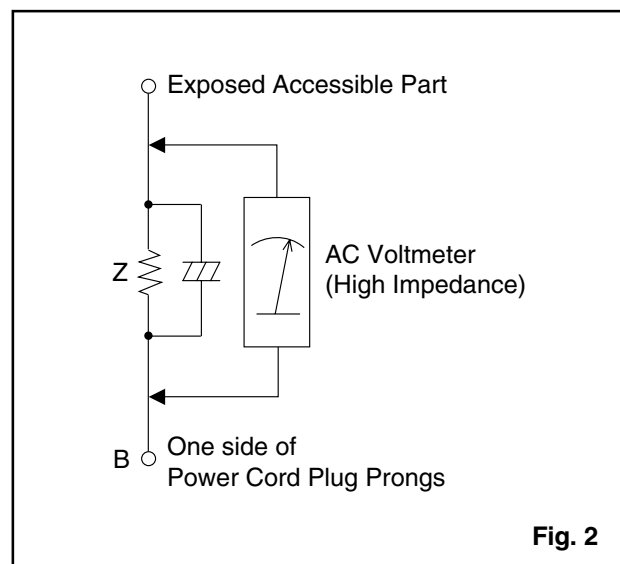 Exposed Accessible Part
Z
AC Voltmeter
(High Impedance)
B
One side of
Power Cord Plug Prongs
Fig. 2